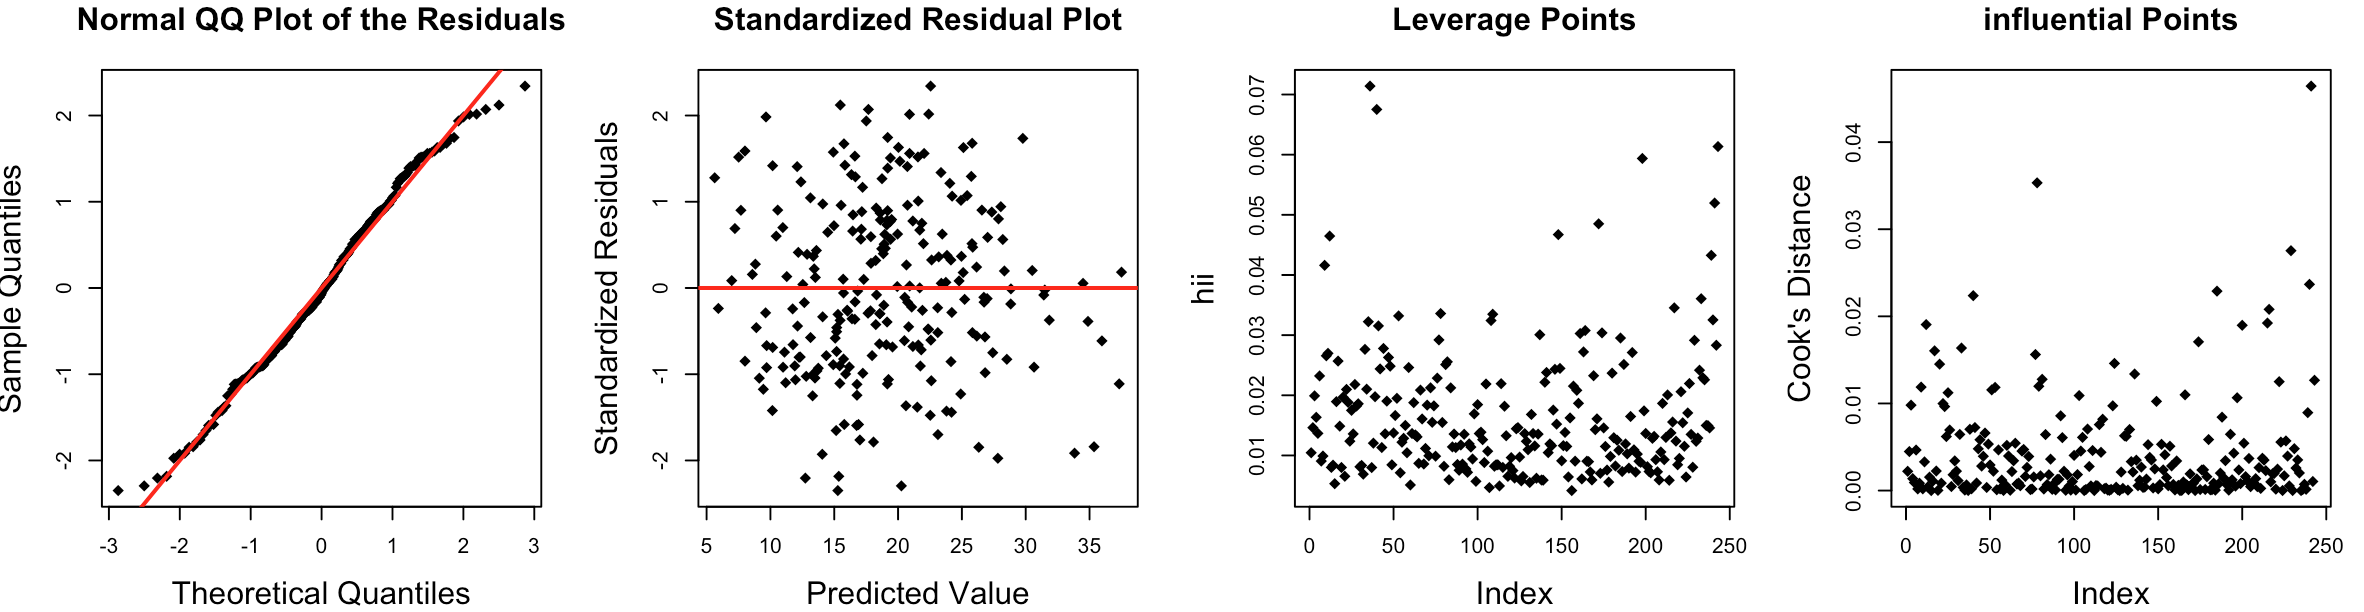 Normal QQ Plot of the Residuals
Sample Quantiles
2
1
0
-1
-2
-3 -2 -1 0 1 2 3
Theoretical Quantiles
Standardized Residual Plot
Standardized Residuals
2
1
0
-1
-2
5 10 15 20 25 30 35
Predicted Value
Leverage Points
hii
0.07
0.06
0.05
0.04
0.03
0.02
0.01
0 50 100 150 200 250
Index
influential Points
Cook's Distance
0.04
0.03
0.02
0.01
0.00
0 50 100 150 200 250
Index